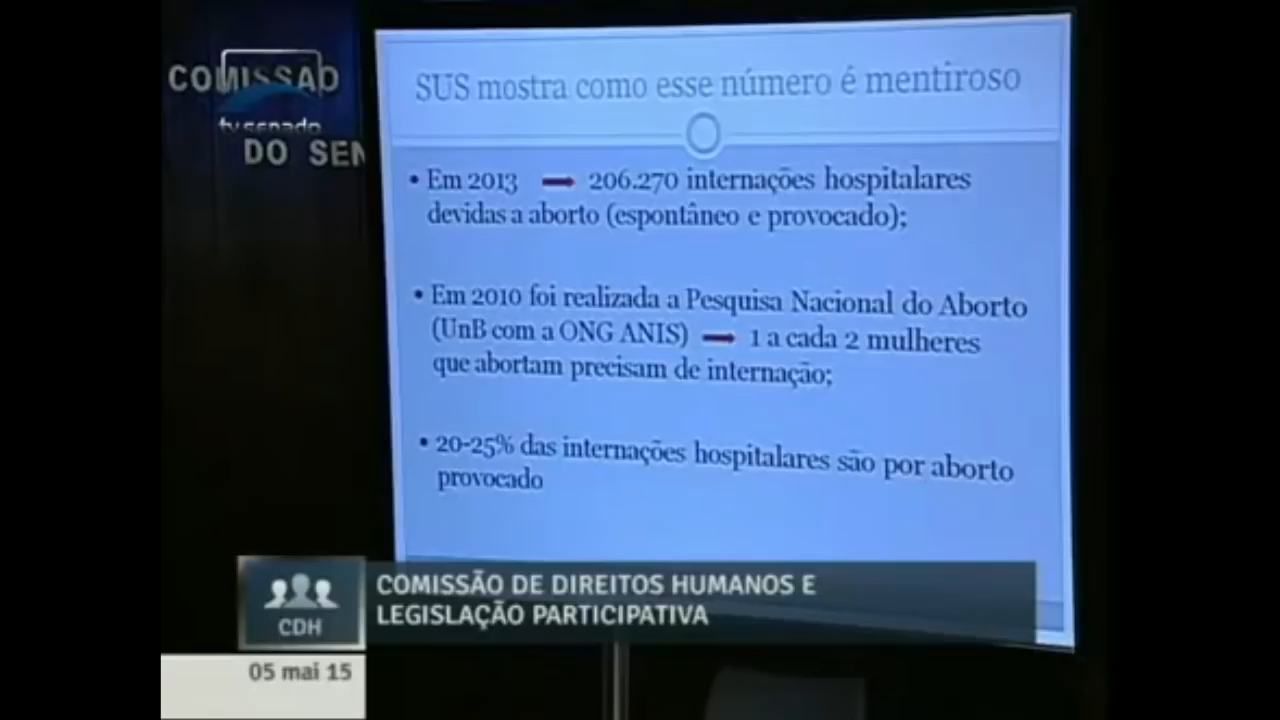 COMISSÃO
tv senado
DO SEN
SUS mostra como esse número é mentiroso
• Em 2013 → 206.270 internações hospitalares
devidas a aborto (espontâneo e provocado);
• Em 2010 foi realizada a Pesquisa Nacional do Aborto
(UnB com a ONG ANIS) → 1 a cada 2 mulheres
que abortam precisam de internação;
• 20-25% das internações hospitalares são por aborto
provocado
COMISSÃO DE DIREITOS HUMANOS E
LEGISLAÇÃO PARTICIPATIVA
CDH
05 mai 15